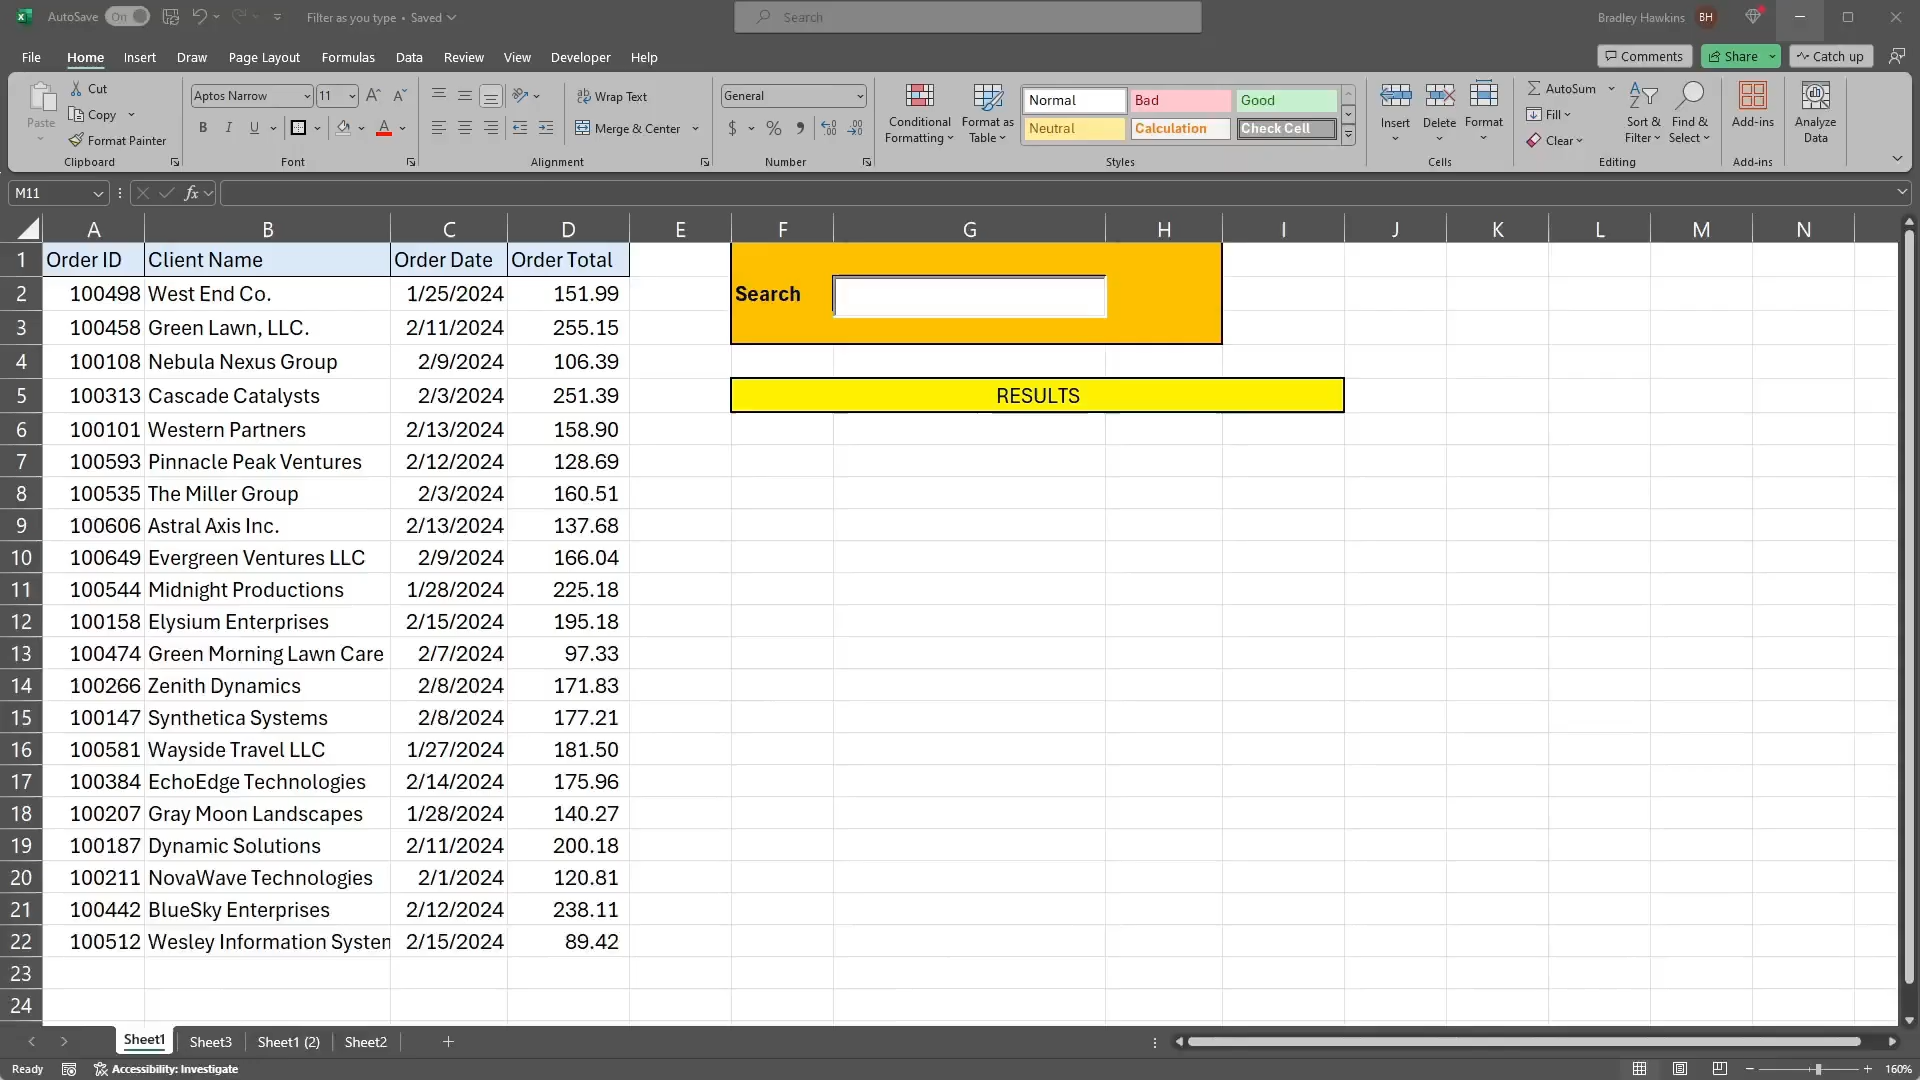 AutoSave On Filter as you type • Saved Search Bradley Hawkins BH
File Home Insert Draw Page Layout Formulas Data Review View Developer Help Comments Share Catch up
Paste Cut Copy Format Painter
Clipboard
Aptos Narrow 11
B I U A
Font
Wrap Text
Merge & Center
Alignment
General
$ % ,
Number
Conditional Formatting Format as Table
Normal Bad Good
Neutral Calculation Check Cell
Styles
Insert Delete Format
Cells
AutoSum
Fill
Clear
Sort & Filter Find & Select
Editing
Add-ins
Add-ins
Analyze Data
M11 fx
A B C D E F G H I J K L M N
1 Order ID Client Name Order Date Order Total
2 100498 West End Co. 1/25/2024 151.99 Search
3 100458 Green Lawn, LLC. 2/11/2024 255.15
4 100108 Nebula Nexus Group 2/9/2024 106.39
5 100313 Cascade Catalysts 2/3/2024 251.39 RESULTS
6 100101 Western Partners 2/13/2024 158.90
7 100593 Pinnacle Peak Ventures 2/12/2024 128.69
8 100535 The Miller Group 2/3/2024 160.51
9 100606 Astral Axis Inc. 2/13/2024 137.68
10 100649 Evergreen Ventures LLC 2/9/2024 166.04
11 100544 Midnight Productions 1/28/2024 225.18
12 100158 Elysium Enterprises 2/15/2024 195.18
13 100474 Green Morning Lawn Care 2/7/2024 97.33
14 100266 Zenith Dynamics 2/8/2024 171.83
15 100147 Synthetica Systems 2/8/2024 177.21
16 100581 Wayside Travel LLC 1/27/2024 181.50
17 100384 EchoEdge Technologies 2/14/2024 175.96
18 100207 Gray Moon Landscapes 1/28/2024 140.27
19 100187 Dynamic Solutions 2/11/2024 200.18
20 100211 NovaWave Technologies 2/1/2024 120.81
21 100442 BlueSky Enterprises 2/12/2024 238.11
22 100512 Wesley Information System 2/15/2024 89.42
23
24
Sheet1 Sheet3 Sheet1 (2) Sheet2
Ready Accessibility: Investigate 160%